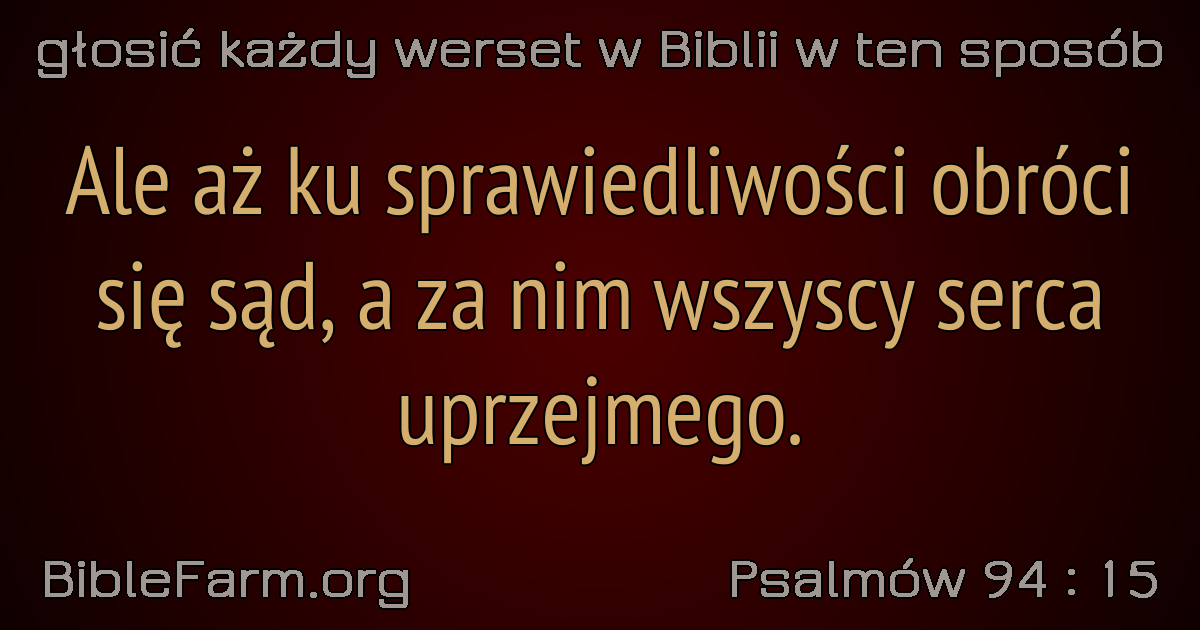 głosić każdy werset w Biblii w ten sposób
Ale aż ku sprawiedliwości obróci
się sąd, a za nim wszyscy serca
uprzejmego.
BibleFarm.org
Psalmów 94 : 15